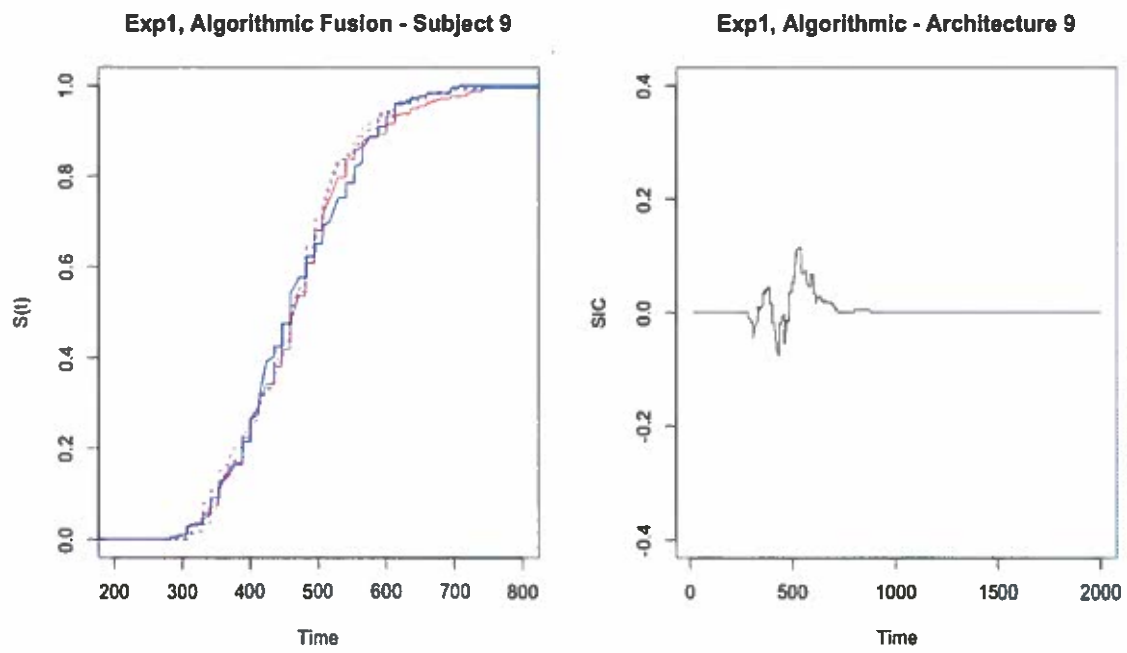 Exp1, Algorithmic Fusion - Subject 9
S(t)
1.0
0.8
0.6
0.4
0.2
0.0
200 300 400 500 600 700 800
Time
Exp1, Algorithmic - Architecture 9
SIC
0.4
0.2
0.0
-0.2
-0.4
0 500 1000 1500 2000
Time